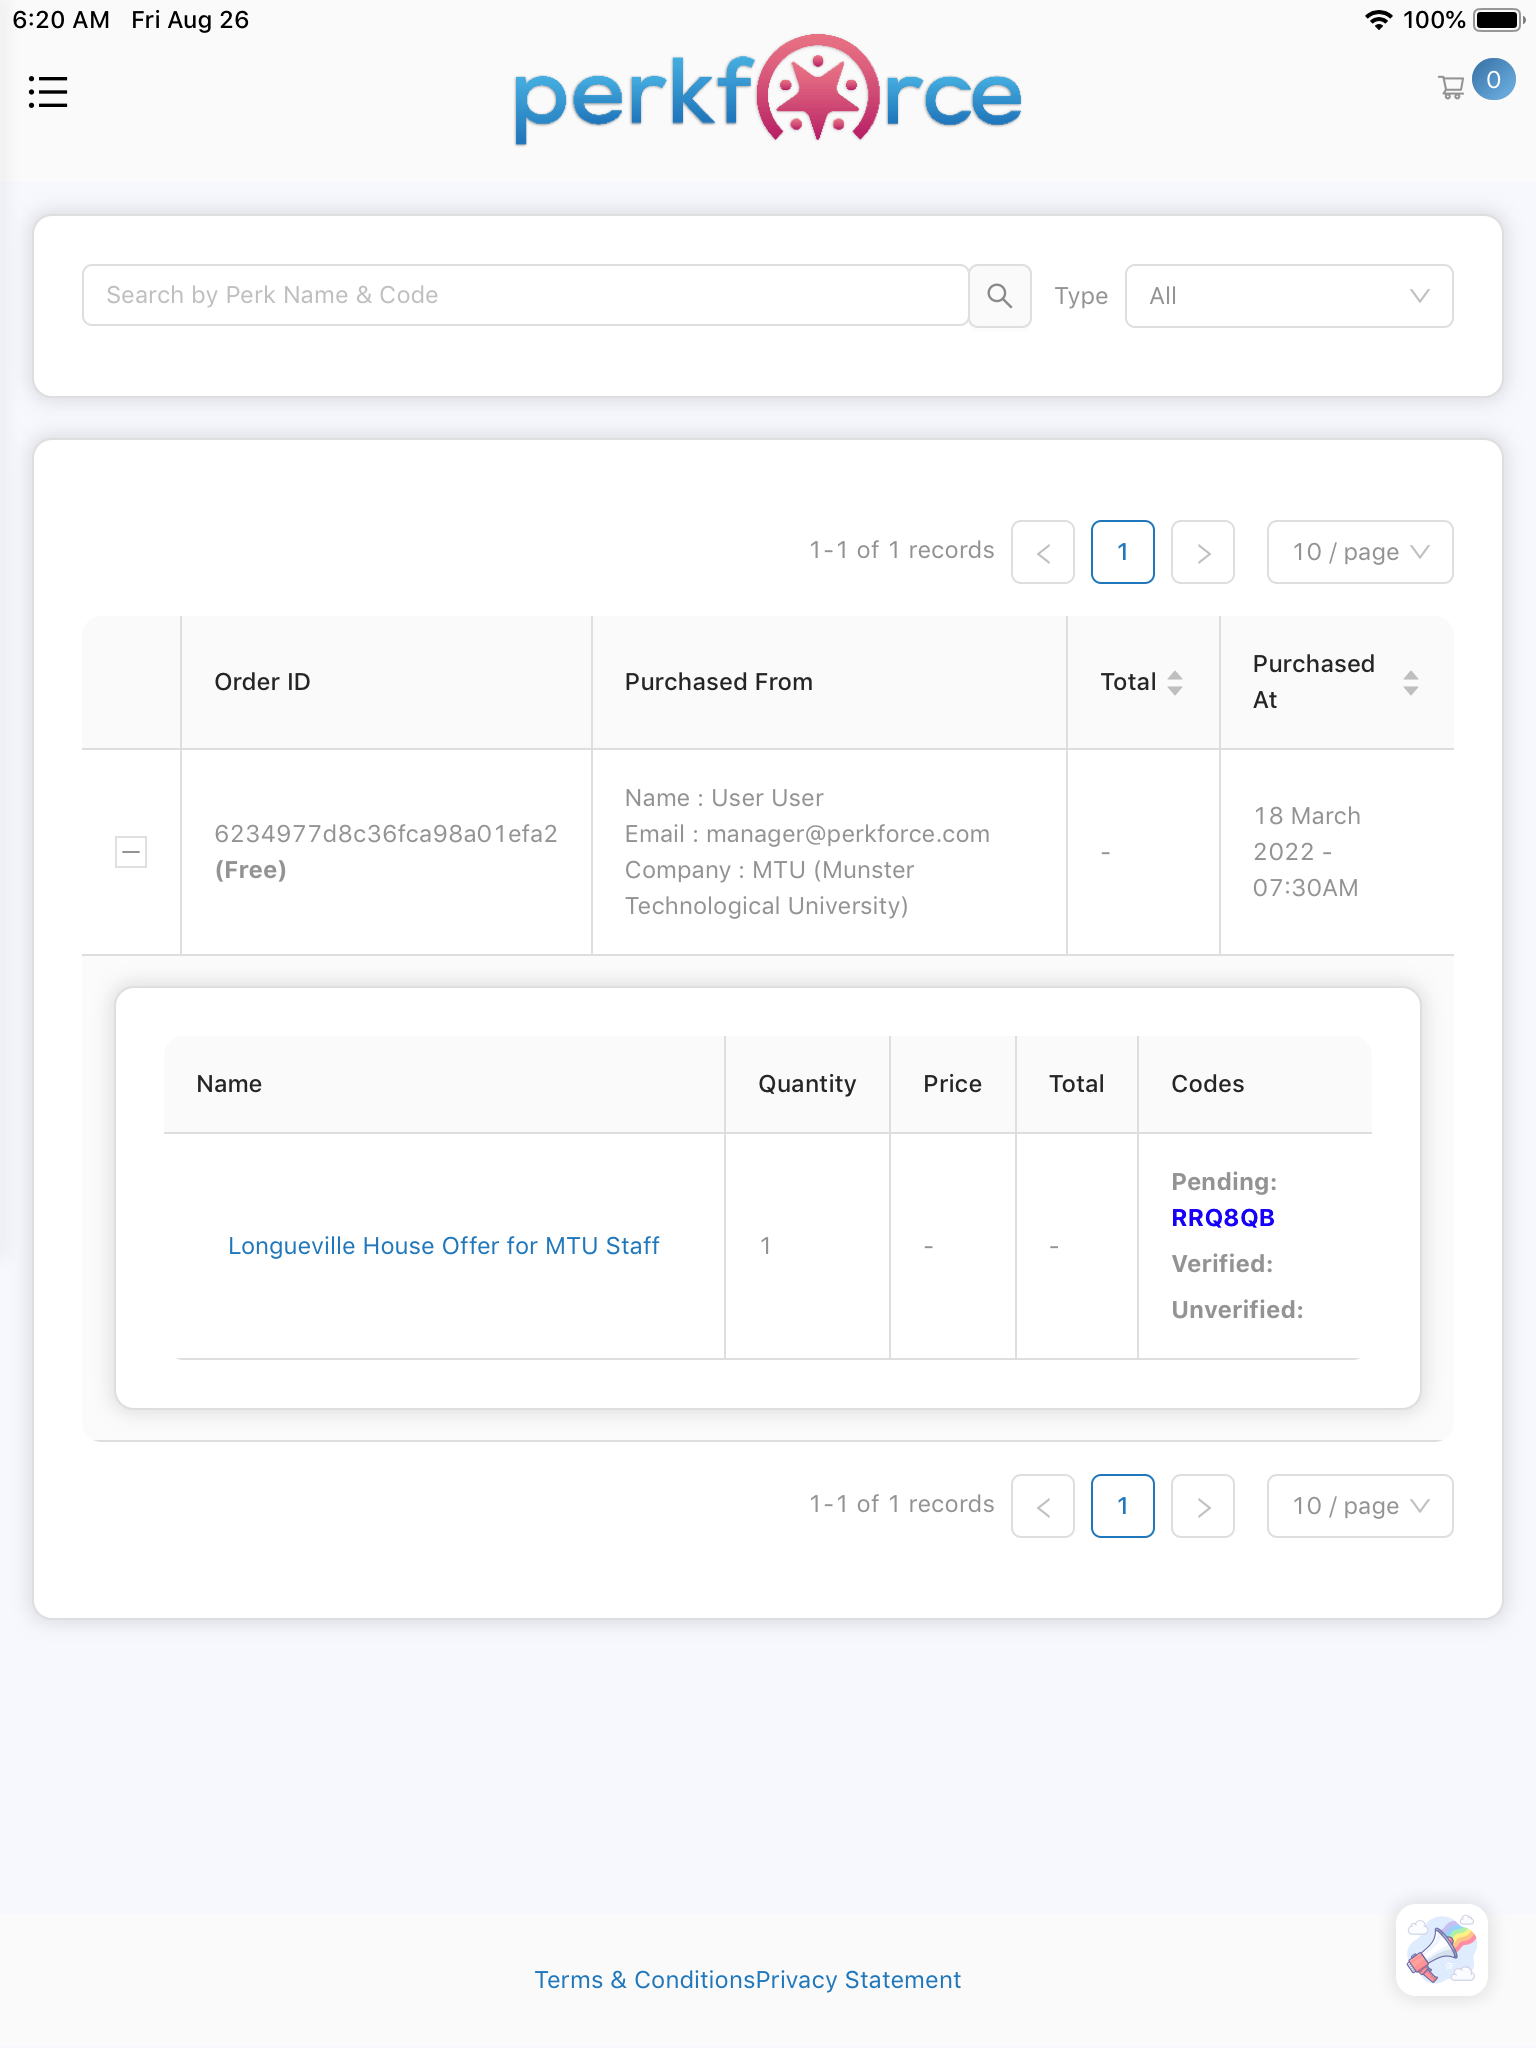 6:20 AM Fri Aug 26 100%
perkforce
0
Search by Perk Name & Code
Type All
1-1 of 1 records 1 10 / page
Order ID Purchased From Total Purchased At
6234977d8c36fca98a01efa2
(Free)
Name : User User
Email : manager@perkforce.com
Company : MTU (Munster
Technological University)
-
18 March
2022 -
07:30AM
Name Quantity Price Total Codes
Longueville House Offer for MTU Staff 1 - -
Pending:
RRQ8QB
Verified:
Unverified:
1-1 of 1 records 1 10 / page
Terms & ConditionsPrivacy Statement